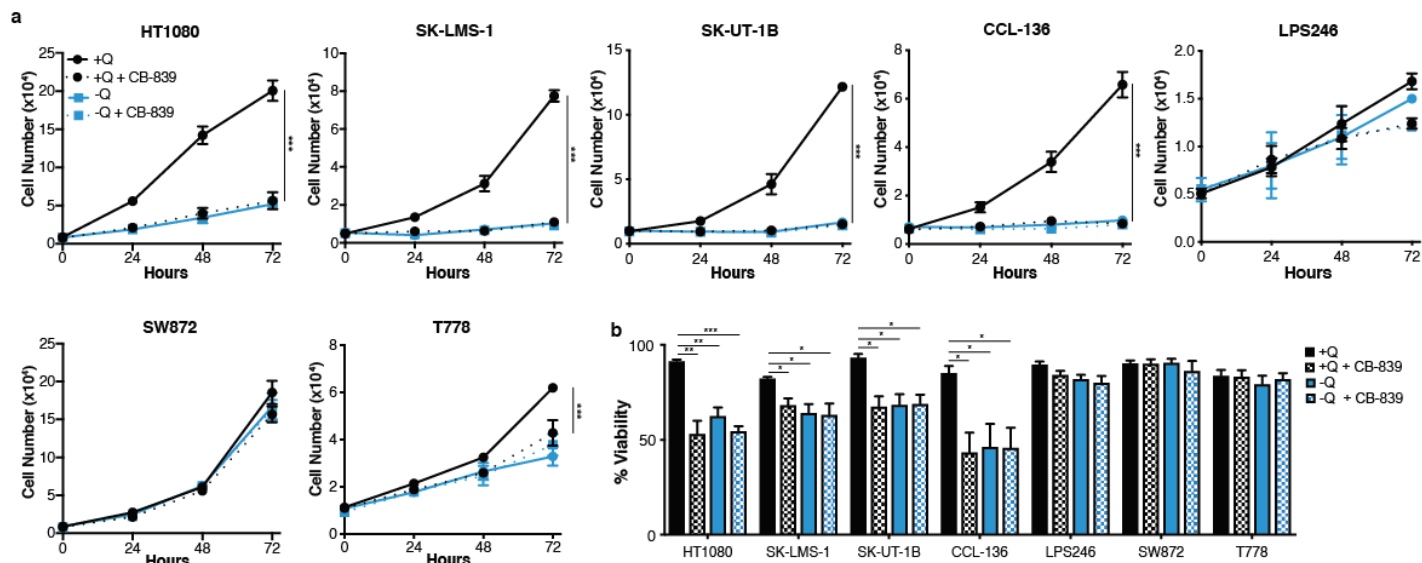 a
HT1080
Cell Number (x10⁴)
25
20
15
10
5
0
0 24 48 72
Hours
+Q
+Q + CB-839
-Q
-Q + CB-839
***
SK-LMS-1
Cell Number (x10⁴)
10
8
6
4
2
0
0 24 48 72
Hours
***
SK-UT-1B
Cell Number (x10⁴)
15
10
5
0
0 24 48 72
Hours
***
CCL-136
Cell Number (x10⁴)
8
6
4
2
0
0 24 48 72
Hours
***
LPS246
Cell Number (x10⁴)
2.0
1.5
1.0
0.5
0.0
0 24 48 72
Hours
SW872
Cell Number (x10⁴)
25
20
15
10
5
0
0 24 48 72
Hours
T778
Cell Number (x10⁴)
8
6
4
2
0
0 24 48 72
Hours
***
b
% Viability
100
50
0
***
**
**
*
*
*
*
*
*
*
*
*
HT1080 SK-LMS-1 SK-UT-1B CCL-136 LPS246 SW872 T778
+Q
+Q + CB-839
-Q
-Q + CB-839